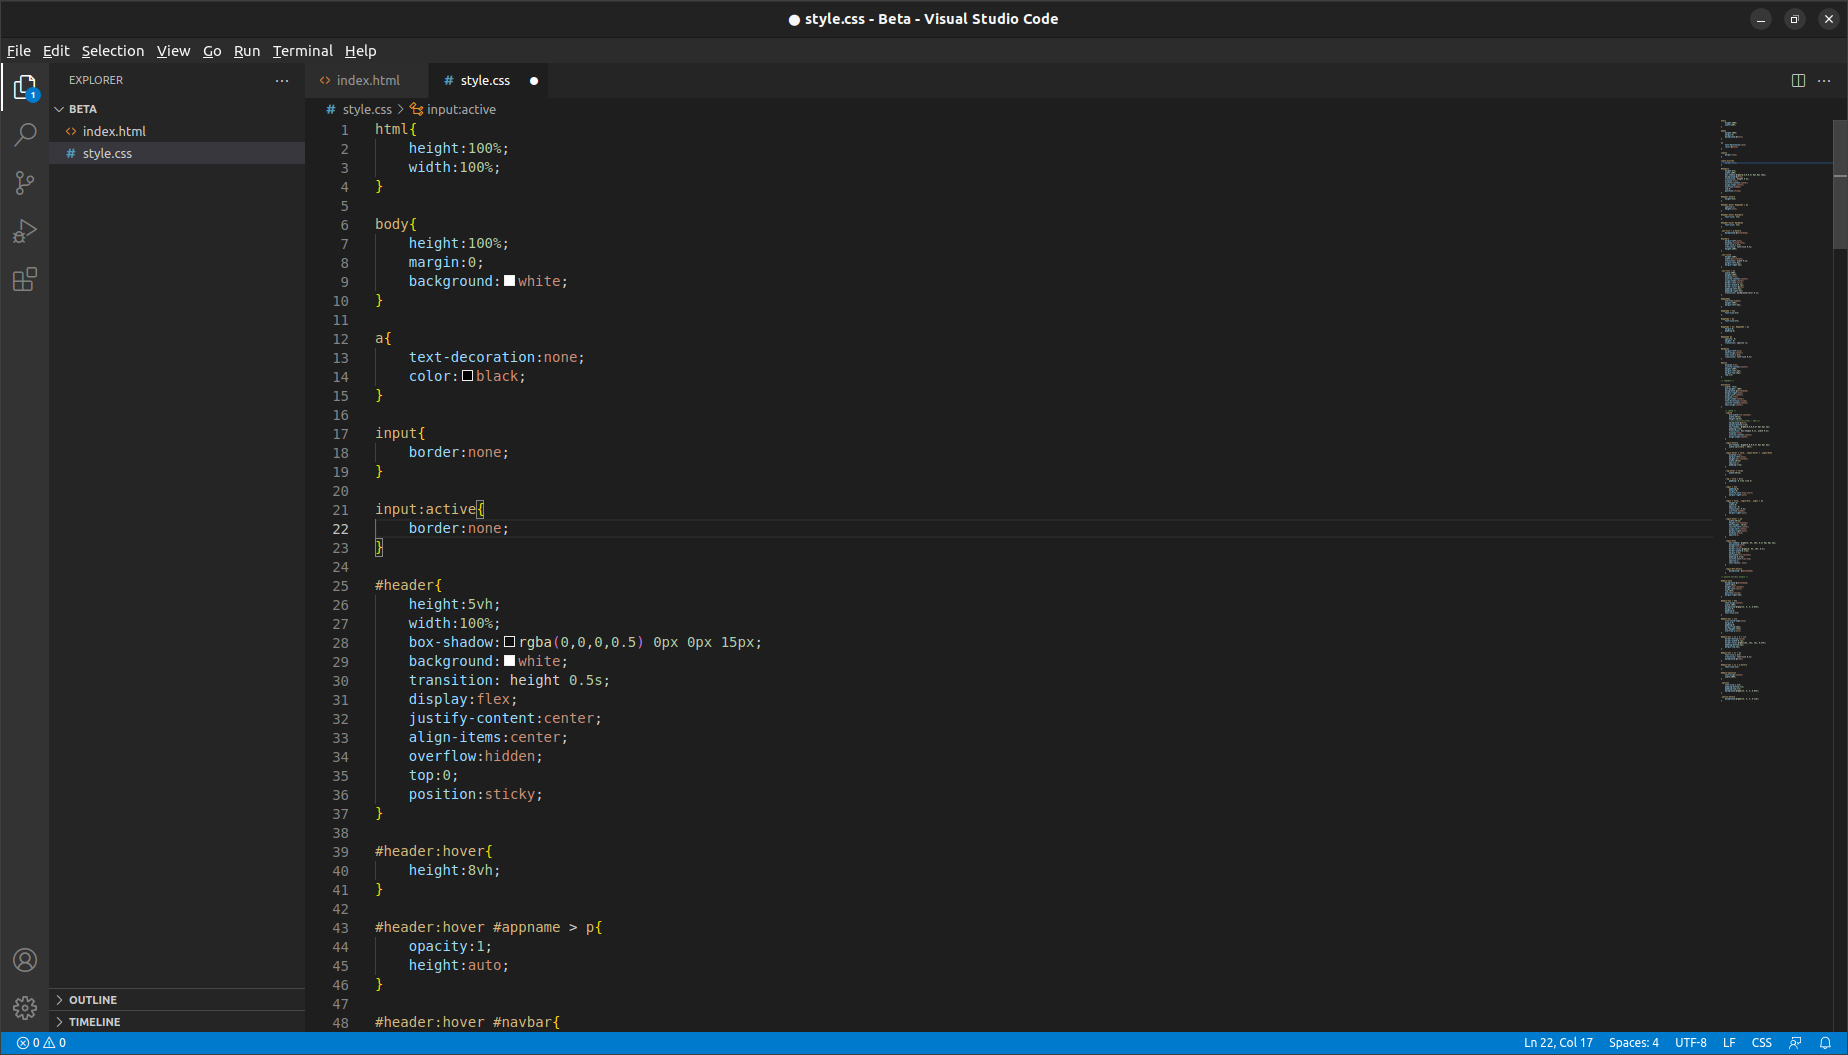 ● style.css - Beta - Visual Studio Code
File Edit Selection View Go Run Terminal Help
EXPLORER
index.html
# style.css
BETA
index.html
# style.css
1
# style.css > input:active
1 html{
2     height:100%;
3     width:100%;
4 }
5
6 body{
7     height:100%;
8     margin:0;
9     background:white;
10 }
11
12 a{
13     text-decoration:none;
14     color:black;
15 }
16
17 input{
18     border:none;
19 }
20
21 input:active{
22     border:none;
23 }
24
25 #header{
26     height:5vh;
27     width:100%;
28     box-shadow:rgba(0,0,0,0.5) 0px 0px 15px;
29     background:white;
30     transition: height 0.5s;
31     display:flex;
32     justify-content:center;
33     align-items:center;
34     overflow:hidden;
35     top:0;
36     position:sticky;
37 }
38
39 #header:hover{
40     height:8vh;
41 }
42
43 #header:hover #appname > p{
44     opacity:1;
45     height:auto;
46 }
47
48 #header:hover #navbar{
OUTLINE
TIMELINE
0 0
Ln 22, Col 17 Spaces: 4 UTF-8 LF CSS